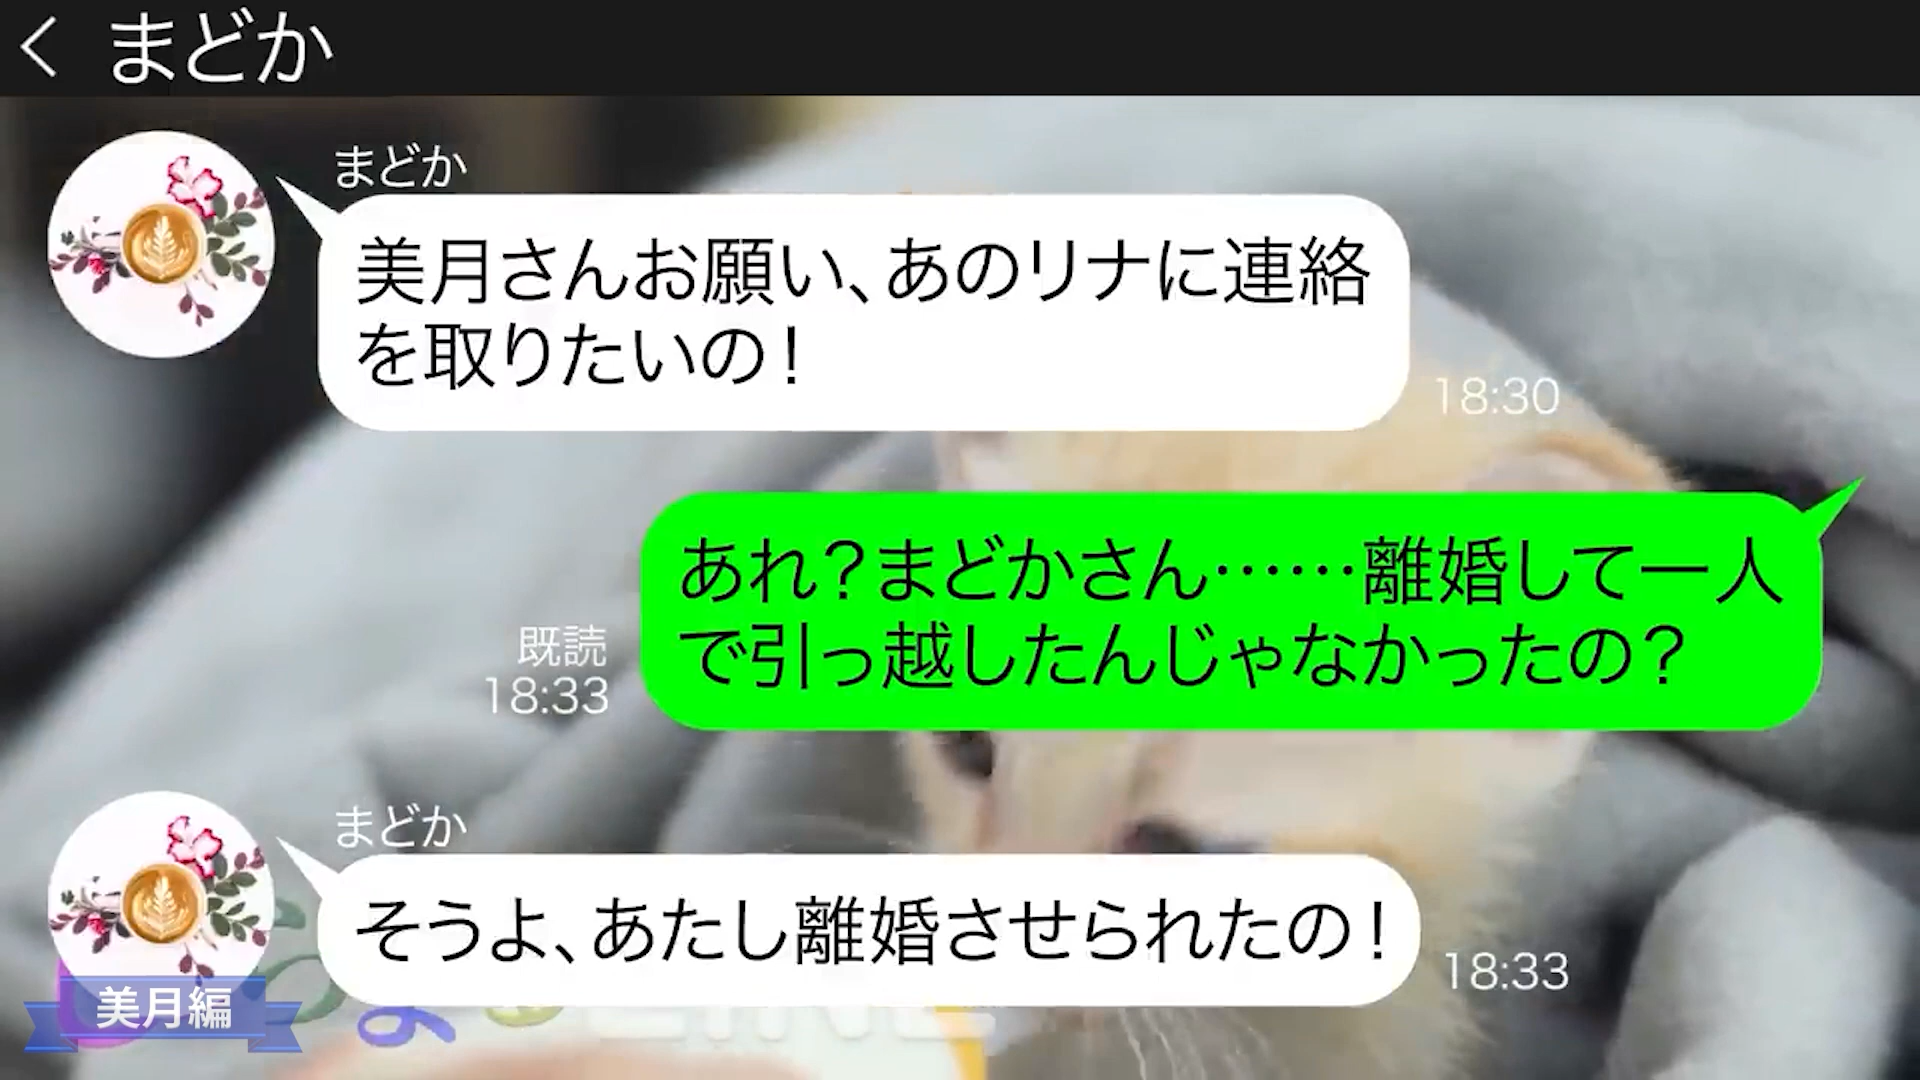 まどか
まどか
美月さんお願い、あのリナに連絡
を取りたいの！
18:30
あれ？まどかさん……離婚して一人
で引っ越したんじゃなかったの？
既読
18:33
まどか
そうよ、あたし離婚させられたの！
18:33
美月編